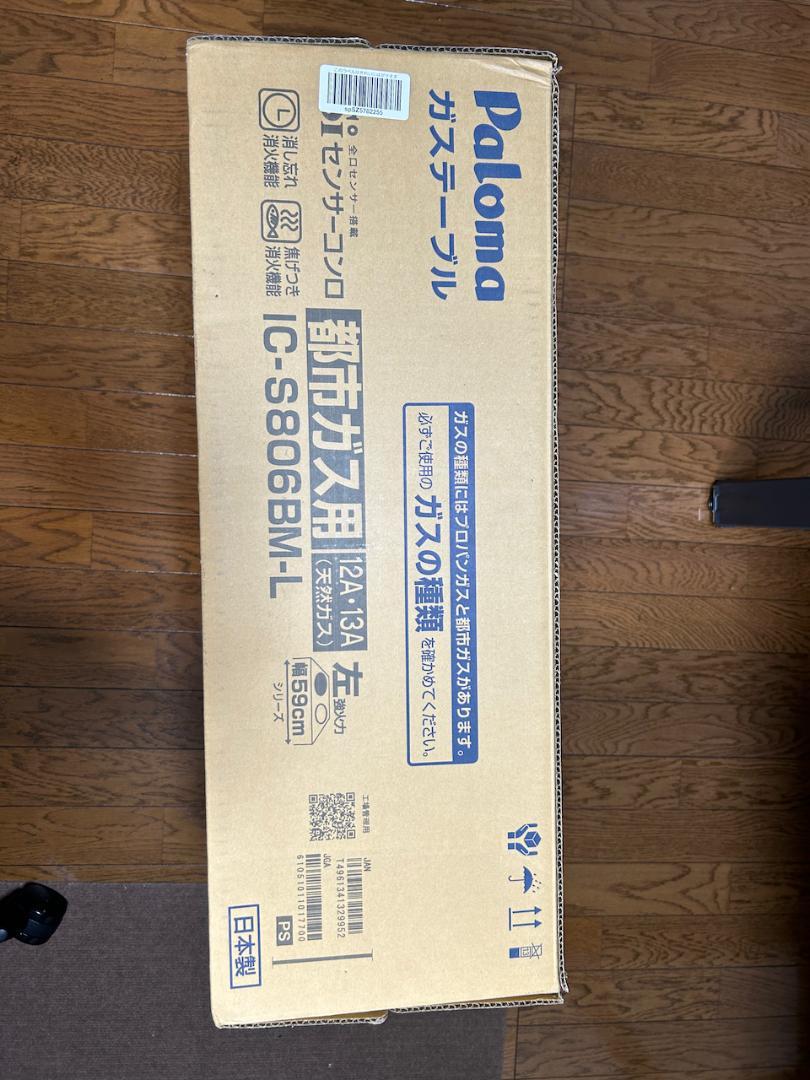 Paloma
ガステーブル
全口センサー搭載
センサーコンロ
消し忘れ
消火機能
焦げつき
消火機能
ガスの種類にはプロパンガスと都市ガスがあります。
必ずご使用の ガスの種類 を確かめてください。
都市ガス用 12A・13A
(天然ガス)
IC-S806BM-L
左 強火力
幅59cm
シリーズ
工場管理用
JAN
T4961341329952
JGA
61051011017700
PS
日本製
spSZ5782255